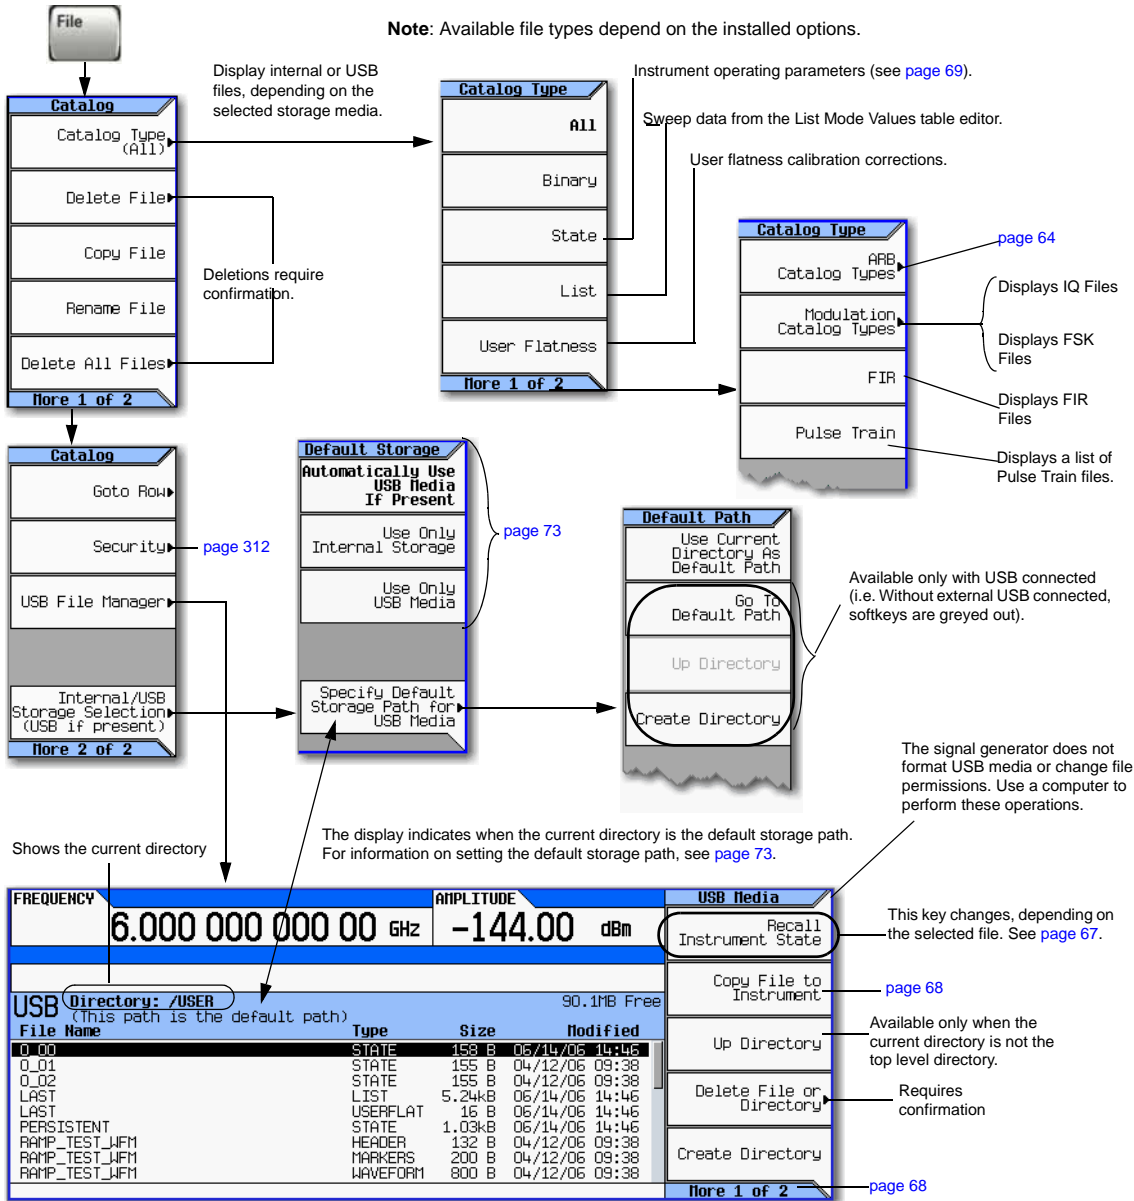 File
Note: Available file types depend on the installed options.
Display internal or USB
files, depending on the
selected storage media.
Catalog
Catalog Type
(All)
Delete File
Copy File
Rename File
Delete All Files
More 1 of 2
Deletions require
confirmation.
Catalog Type
All
Binary
State
List
User Flatness
More 1 of 2
Instrument operating parameters (see page 69).
Sweep data from the List Mode Values table editor.
User flatness calibration corrections.
Catalog Type
ARB
Catalog Types
Modulation
Catalog Types
FIR
Pulse Train
page 64
Displays IQ Files
Displays FSK
Files
Displays FIR
Files
Displays a list of
Pulse Train files.
Catalog
Goto Row
Security
USB File Manager
Internal/USB
Storage Selection
(USB if present)
More 2 of 2
page 312
Default Storage
Automatically Use
USB Media
If Present
Use Only
Internal Storage
Use Only
USB Media
Specify Default
Storage Path for
USB Media
page 73
Default Path
Use Current
Directory As
Default Path
Go To
Default Path
Up Directory
Create Directory
Available only with USB connected
(i.e. Without external USB connected,
softkeys are greyed out).
The signal generator does not
format USB media or change file
permissions. Use a computer to
perform these operations.
Shows the current directory
The display indicates when the current directory is the default storage path.
For information on setting the default storage path, see page 73.
FREQUENCY
6.000 000 000 00 GHz
AMPLITUDE
-144.00 dBm
USB Directory: /USER
(This path is the default path)
90.1MB Free
File Name Type Size Modified
0_00 STATE 158 B 06/14/06 14:46
0_01 STATE 155 B 04/12/06 09:38
0_02 STATE 155 B 04/12/06 09:38
LAST LIST 5.24kB 06/14/06 14:46
LAST USERFLAT 16 B 06/14/06 14:46
PERSISTENT STATE 1.03kB 06/14/06 14:46
RAMP_TEST_WFM HEADER 132 B 04/12/06 09:38
RAMP_TEST_WFM MARKERS 200 B 04/12/06 09:38
RAMP_TEST_WFM WAVEFORM 800 B 04/12/06 09:38
USB Media
Recall
Instrument State
Copy File to
Instrument
Up Directory
Delete File or
Directory
Create Directory
More 1 of 2
This key changes, depending on
the selected file. See page 67.
page 68
Available only when the
current directory is not the
top level directory.
Requires
confirmation
page 68